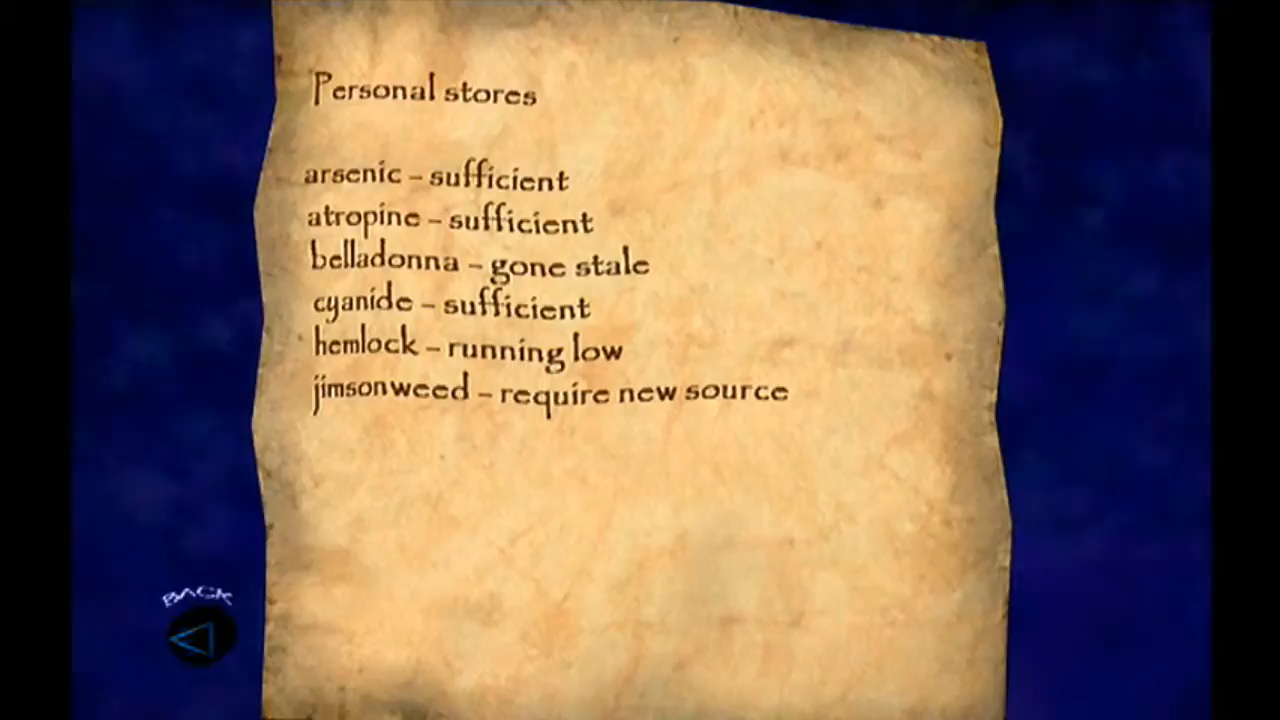 Personal stores
arsenic – sufficient
atropine – sufficient
belladonna – gone stale
cyanide – sufficient
hemlock – running low
jimsonweed – require new source
BACK